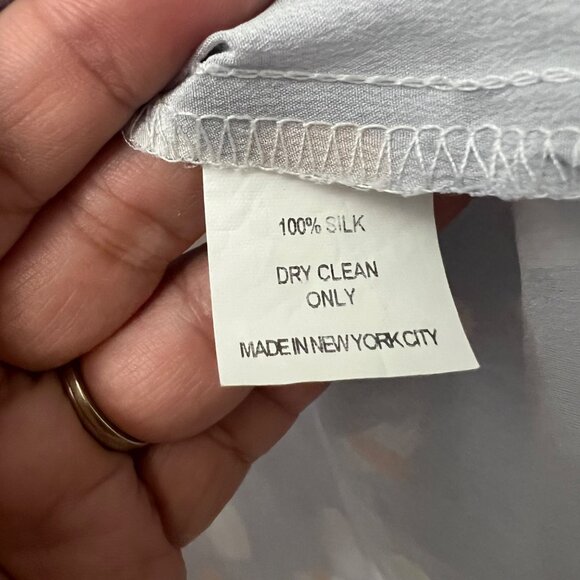 100% SILK
DRY CLEAN
ONLY
MADE IN NEW YORK CITY